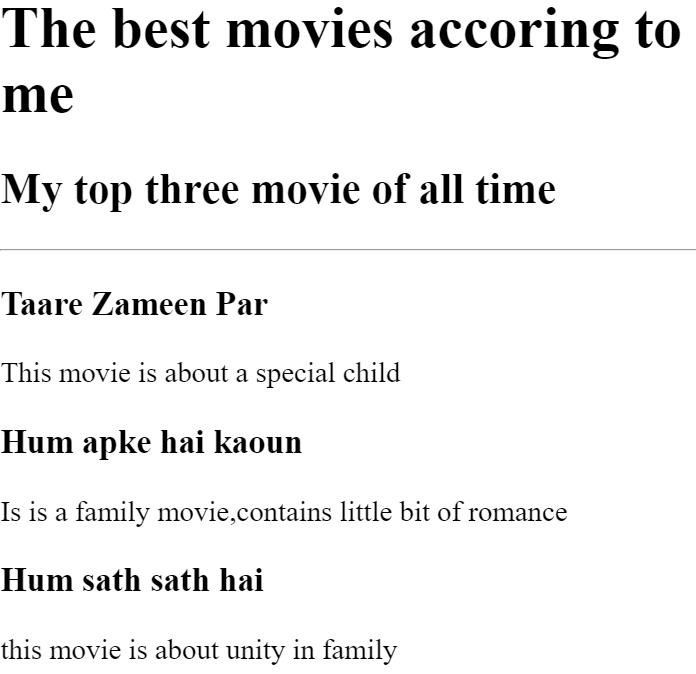 The best movies accoring to
me
My top three movie of all time
Taare Zameen Par
This movie is about a special child
Hum apke hai kaoun
Is is a family movie,contains little bit of romance
Hum sath sath hai
this movie is about unity in family